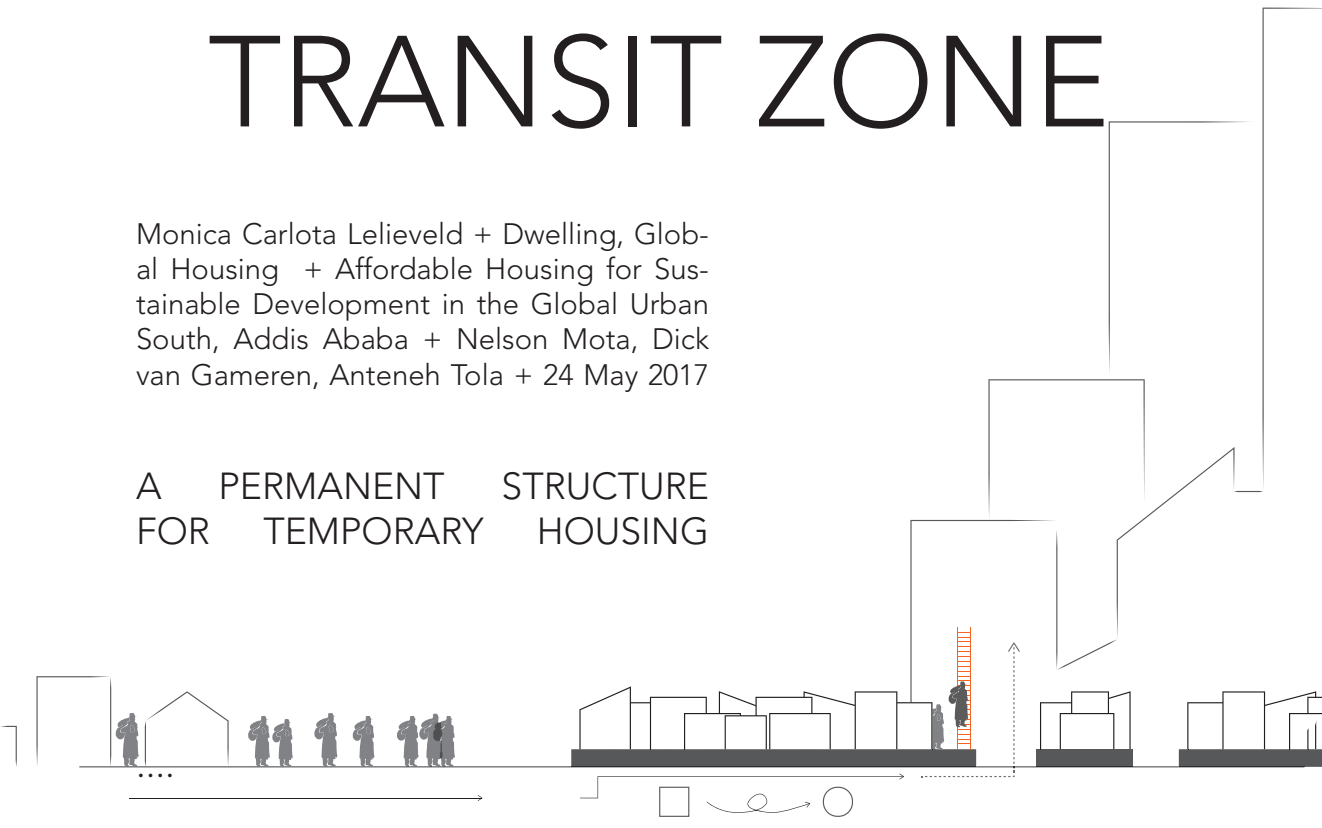 TRANSIT ZONE
Monica Carlota Lelieveld + Dwelling, Glob-
al Housing + Affordable Housing for Sus-
tainable Development in the Global Urban
South, Addis Ababa + Nelson Mota, Dick
van Gameren, Anteneh Tola + 24 May 2017
A PERMANENT STRUCTURE
FOR TEMPORARY HOUSING